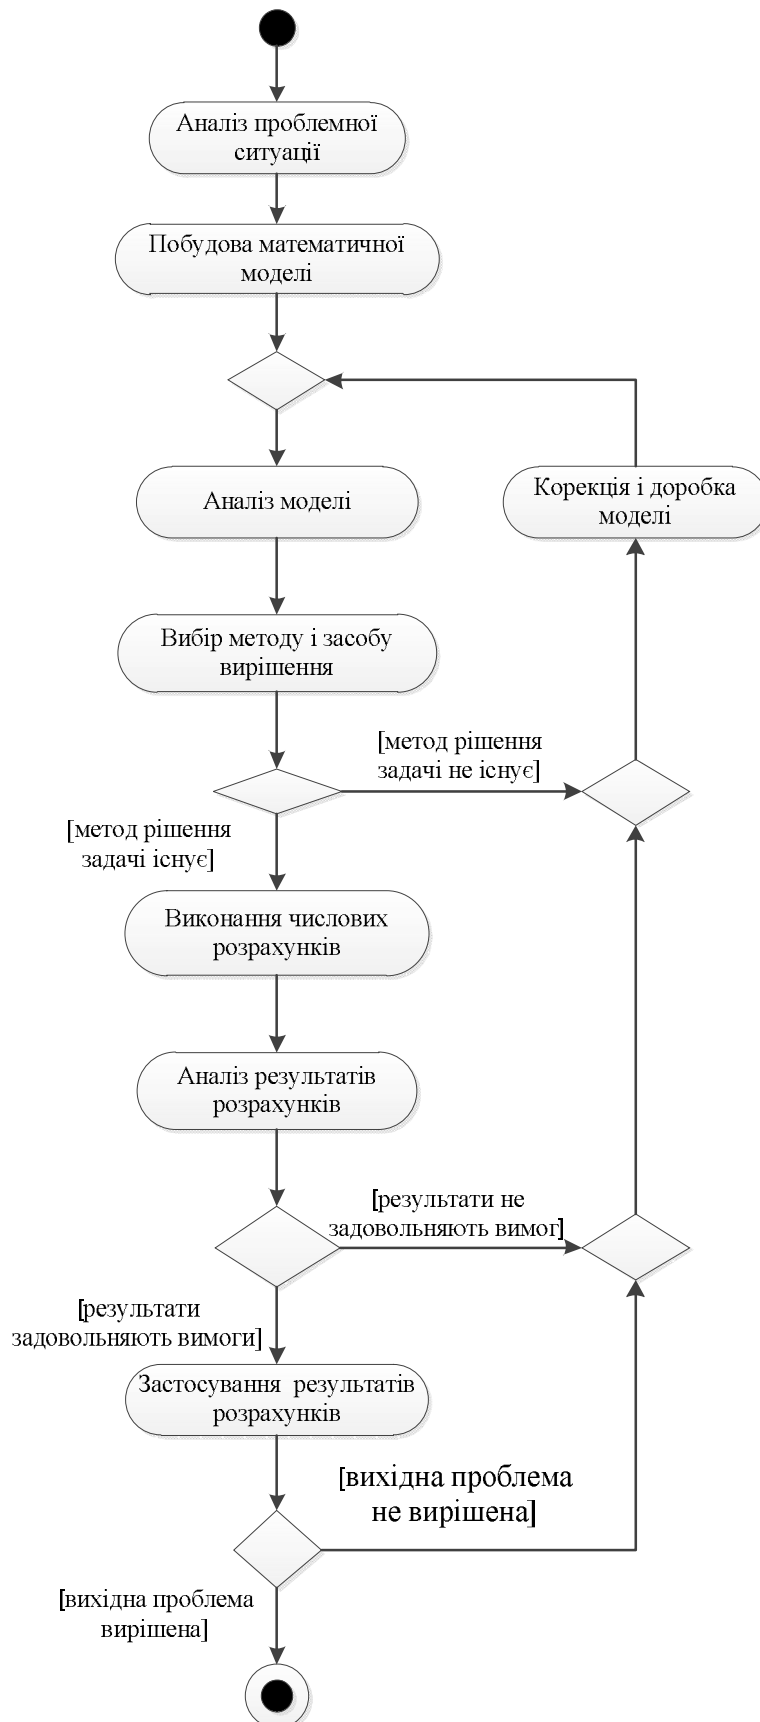 Аналіз проблемної
ситуації
Побудова математичної
моделі
Аналіз моделі
Корекція і доробка
моделі
Вибір методу і засобу
вирішення
[метод рішення
задачі не існує]
[метод рішення
задачі існує]
Виконання числових
розрахунків
Аналіз результатів
розрахунків
[результати не
задовольняють вимог]
[результати
задовольняють вимоги]
Застосування результатів
розрахунків
[вихідна проблема
не вирішена]
[вихідна проблема
вирішена]